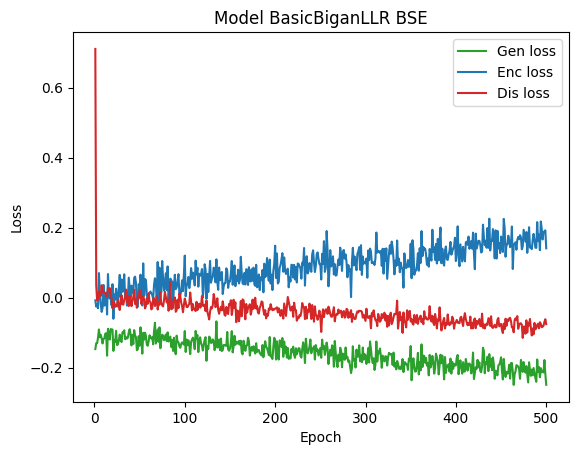 Model BasicBiganLLR BSE
Gen loss
Enc loss
Dis loss
0.6
0.4
0.2
0.0
−0.2
Loss
0
100
200
300
400
500
Epoch